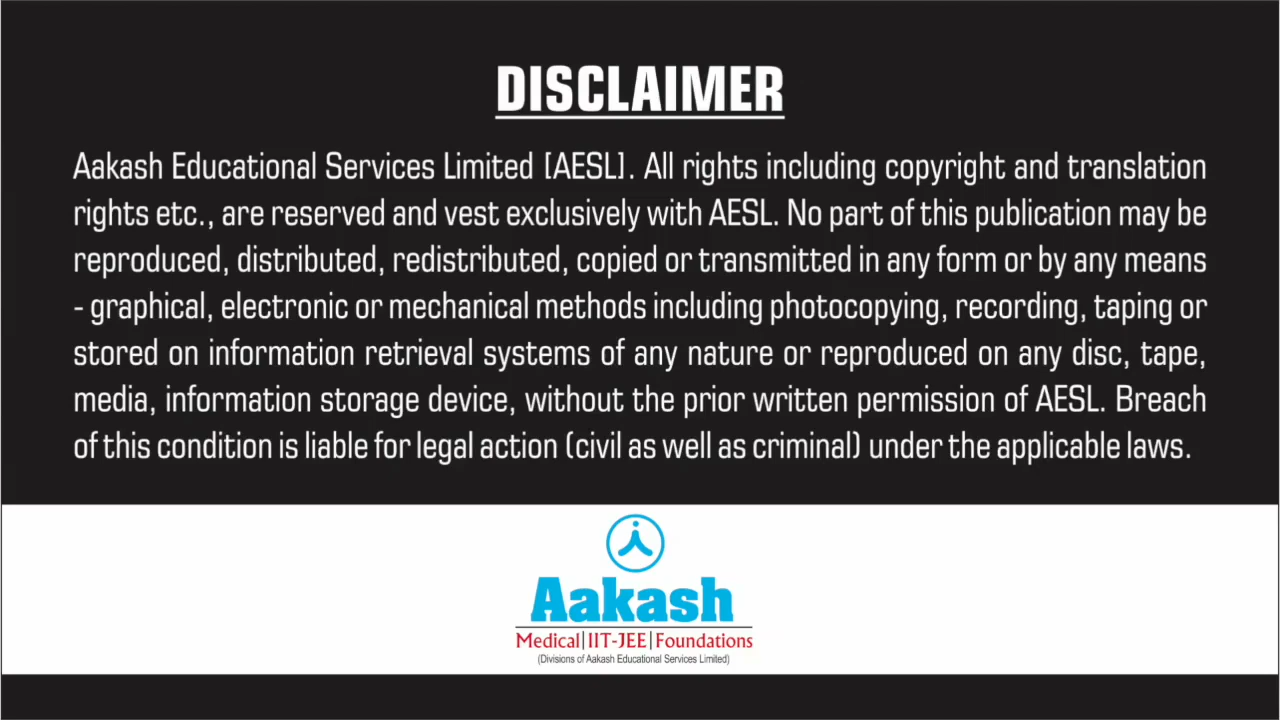 DISCLAIMER
Aakash Educational Services Limited [AESL]. All rights including copyright and translation
rights etc., are reserved and vest exclusively with AESL. No part of this publication may be
reproduced, distributed, redistributed, copied or transmitted in any form or by any means
- graphical, electronic or mechanical methods including photocopying, recording, taping or
stored on information retrieval systems of any nature or reproduced on any disc, tape,
media, information storage device, without the prior written permission of AESL. Breach
of this condition is liable for legal action (civil as well as criminal) under the applicable laws.
Aakash
Medical|IIT-JEE|Foundations
(Divisions of Aakash Educational Services Limited)